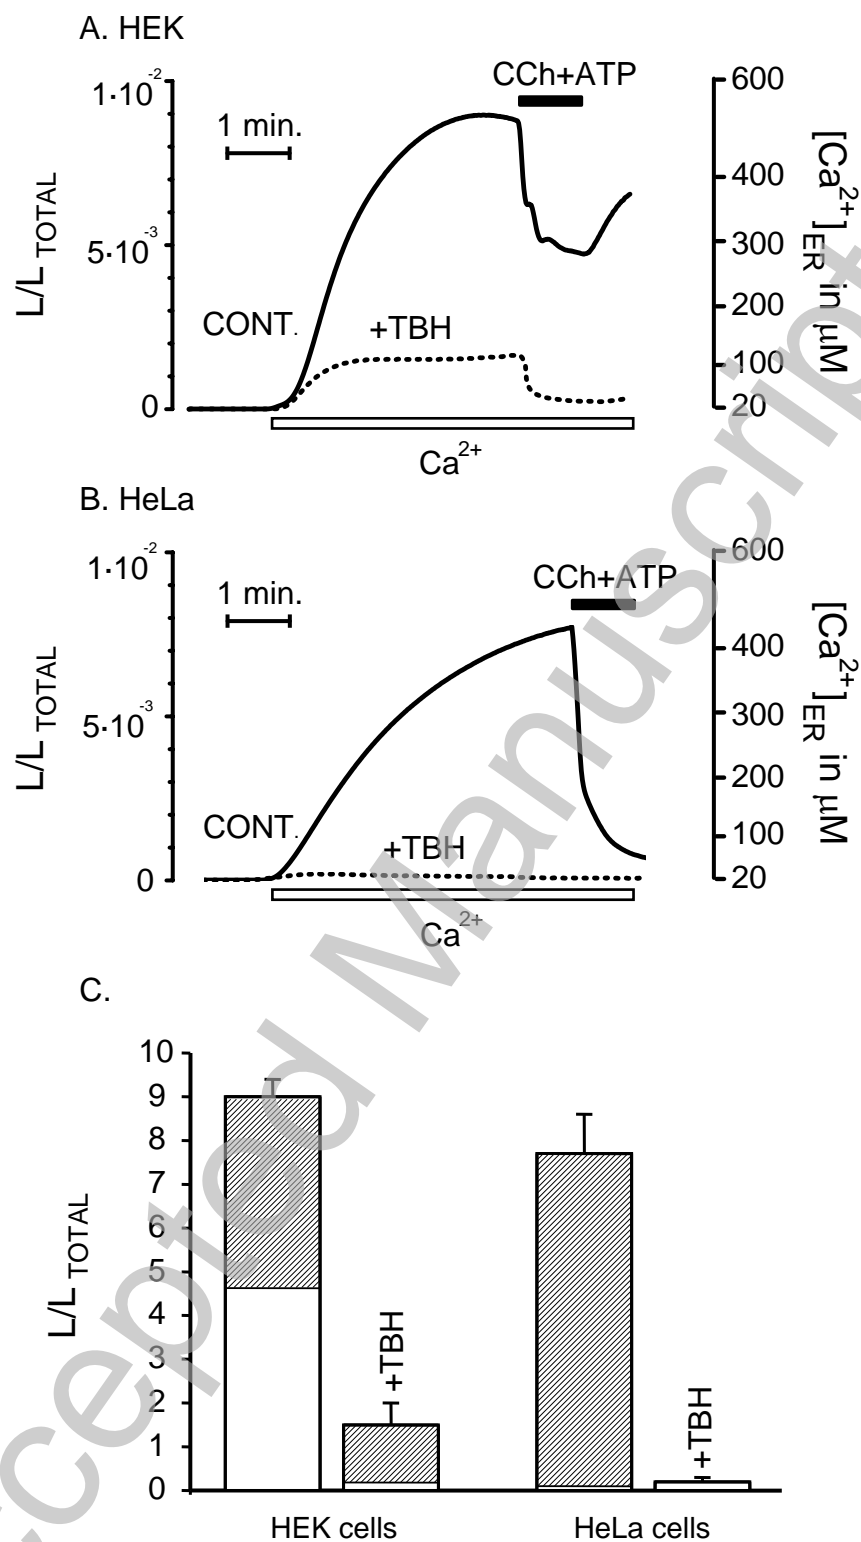 A. HEK
CCh+ATP
1 min.
1·10⁻²
5·10⁻³
0
L/L TOTAL
CONT.
+TBH
600
400
300
200
100
20
[Ca²⁺]ER in μM
Ca²⁺
B. HeLa
CCh+ATP
1 min.
1·10⁻²
5·10⁻³
0
L/L TOTAL
CONT.
+TBH
600
400
300
200
100
20
[Ca²⁺]ER in μM
Ca²⁺
C.
10
9
8
7
6
5
4
3
2
1
0
L/L TOTAL
+TBH
+TBH
HEK cells
HeLa cells
cepted Manuscript